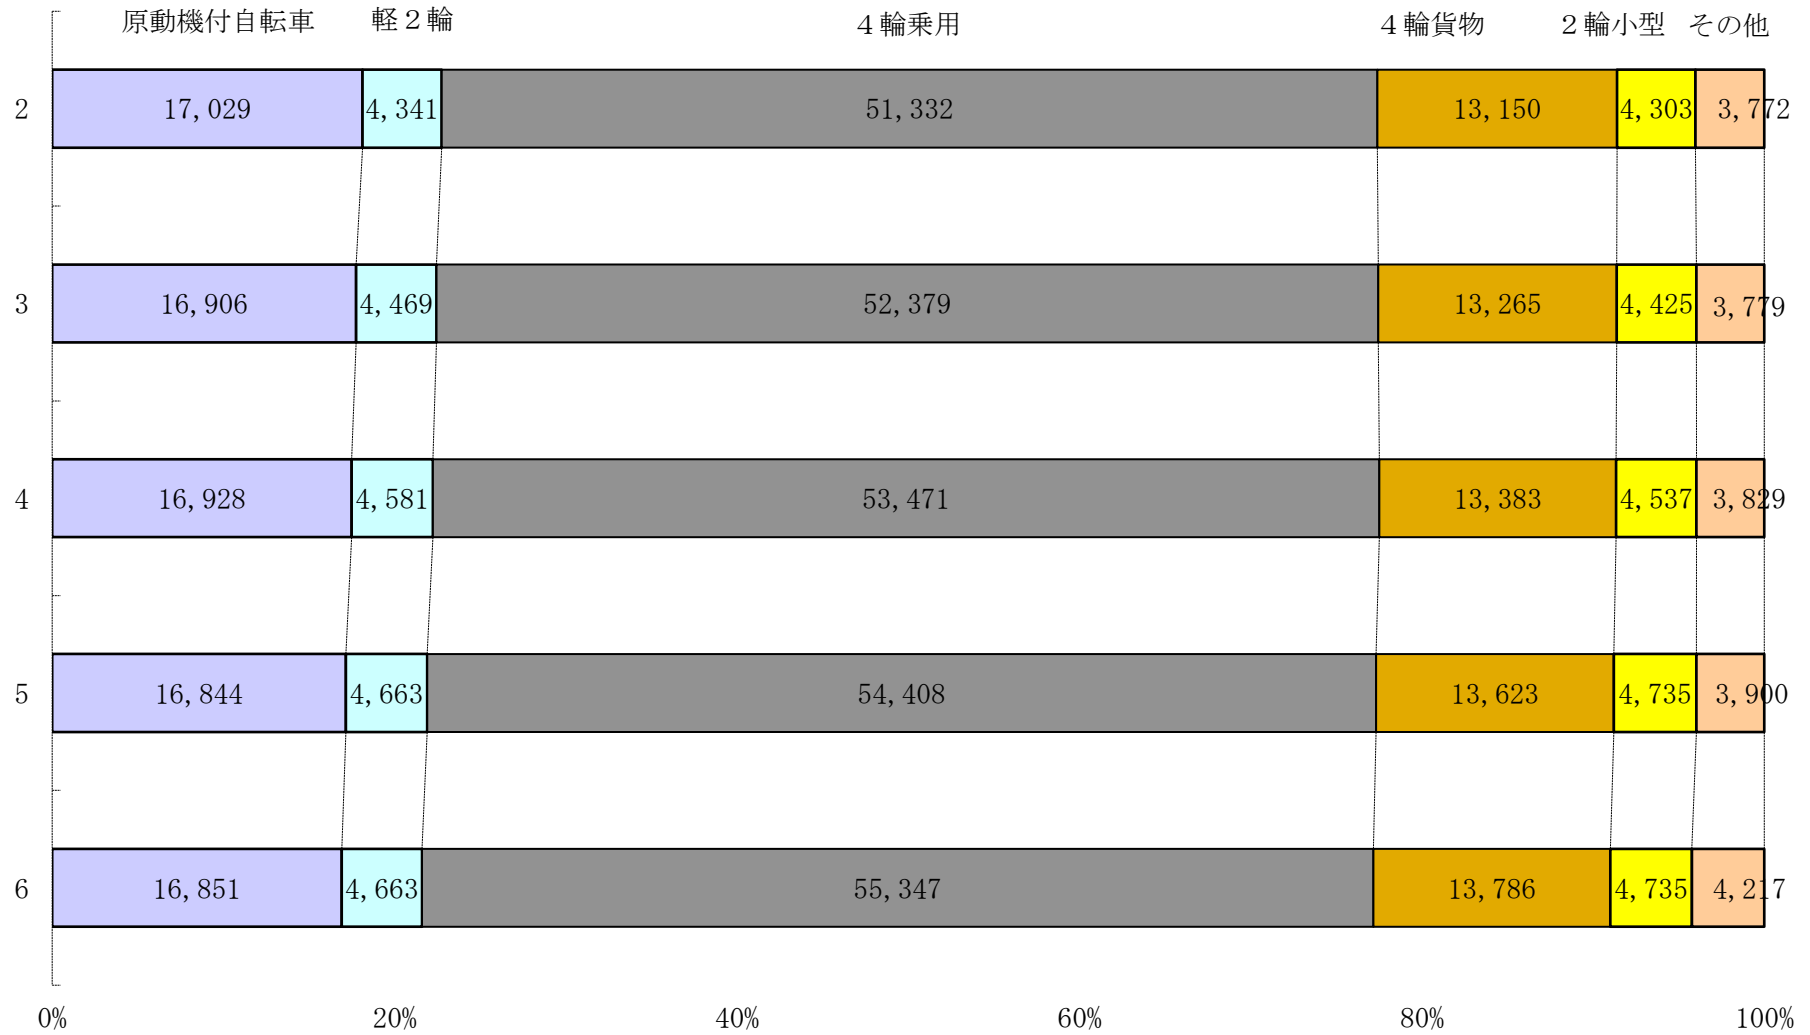 原動機付自転車 軽２輪 ４輪乗用 ４輪貨物 ２輪小型 その他
2 17,029 4,341 51,332 13,150 4,303 3,772
3 16,906 4,469 52,379 13,265 4,425 3,779
4 16,928 4,581 53,471 13,383 4,537 3,829
5 16,844 4,663 54,408 13,623 4,735 3,900
6 16,851 4,663 55,347 13,786 4,735 4,217
0% 20% 40% 60% 80% 100%